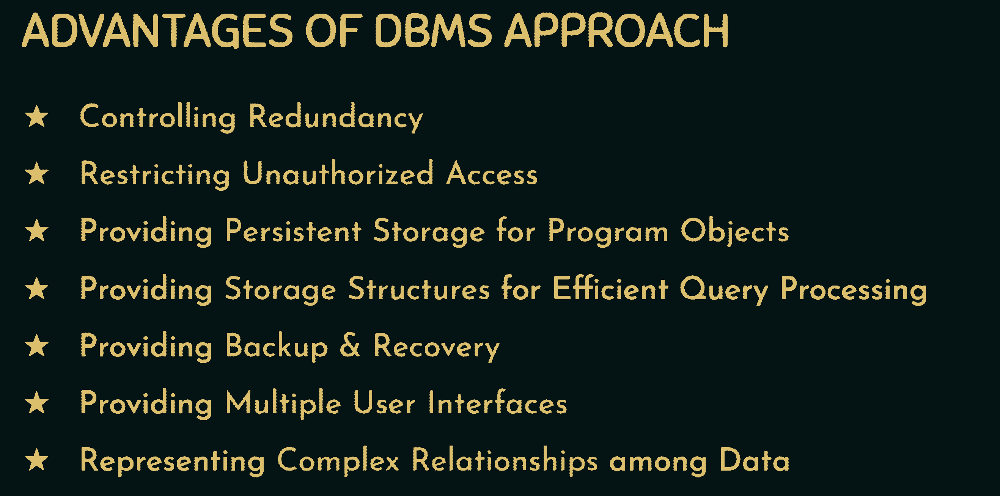 ADVANTAGES OF DBMS APPROACH
★ Controlling Redundancy
★ Restricting Unauthorized Access
★ Providing Persistent Storage for Program Objects
★ Providing Storage Structures for Efficient Query Processing
★ Providing Backup & Recovery
★ Providing Multiple User Interfaces
★ Representing Complex Relationships among Data